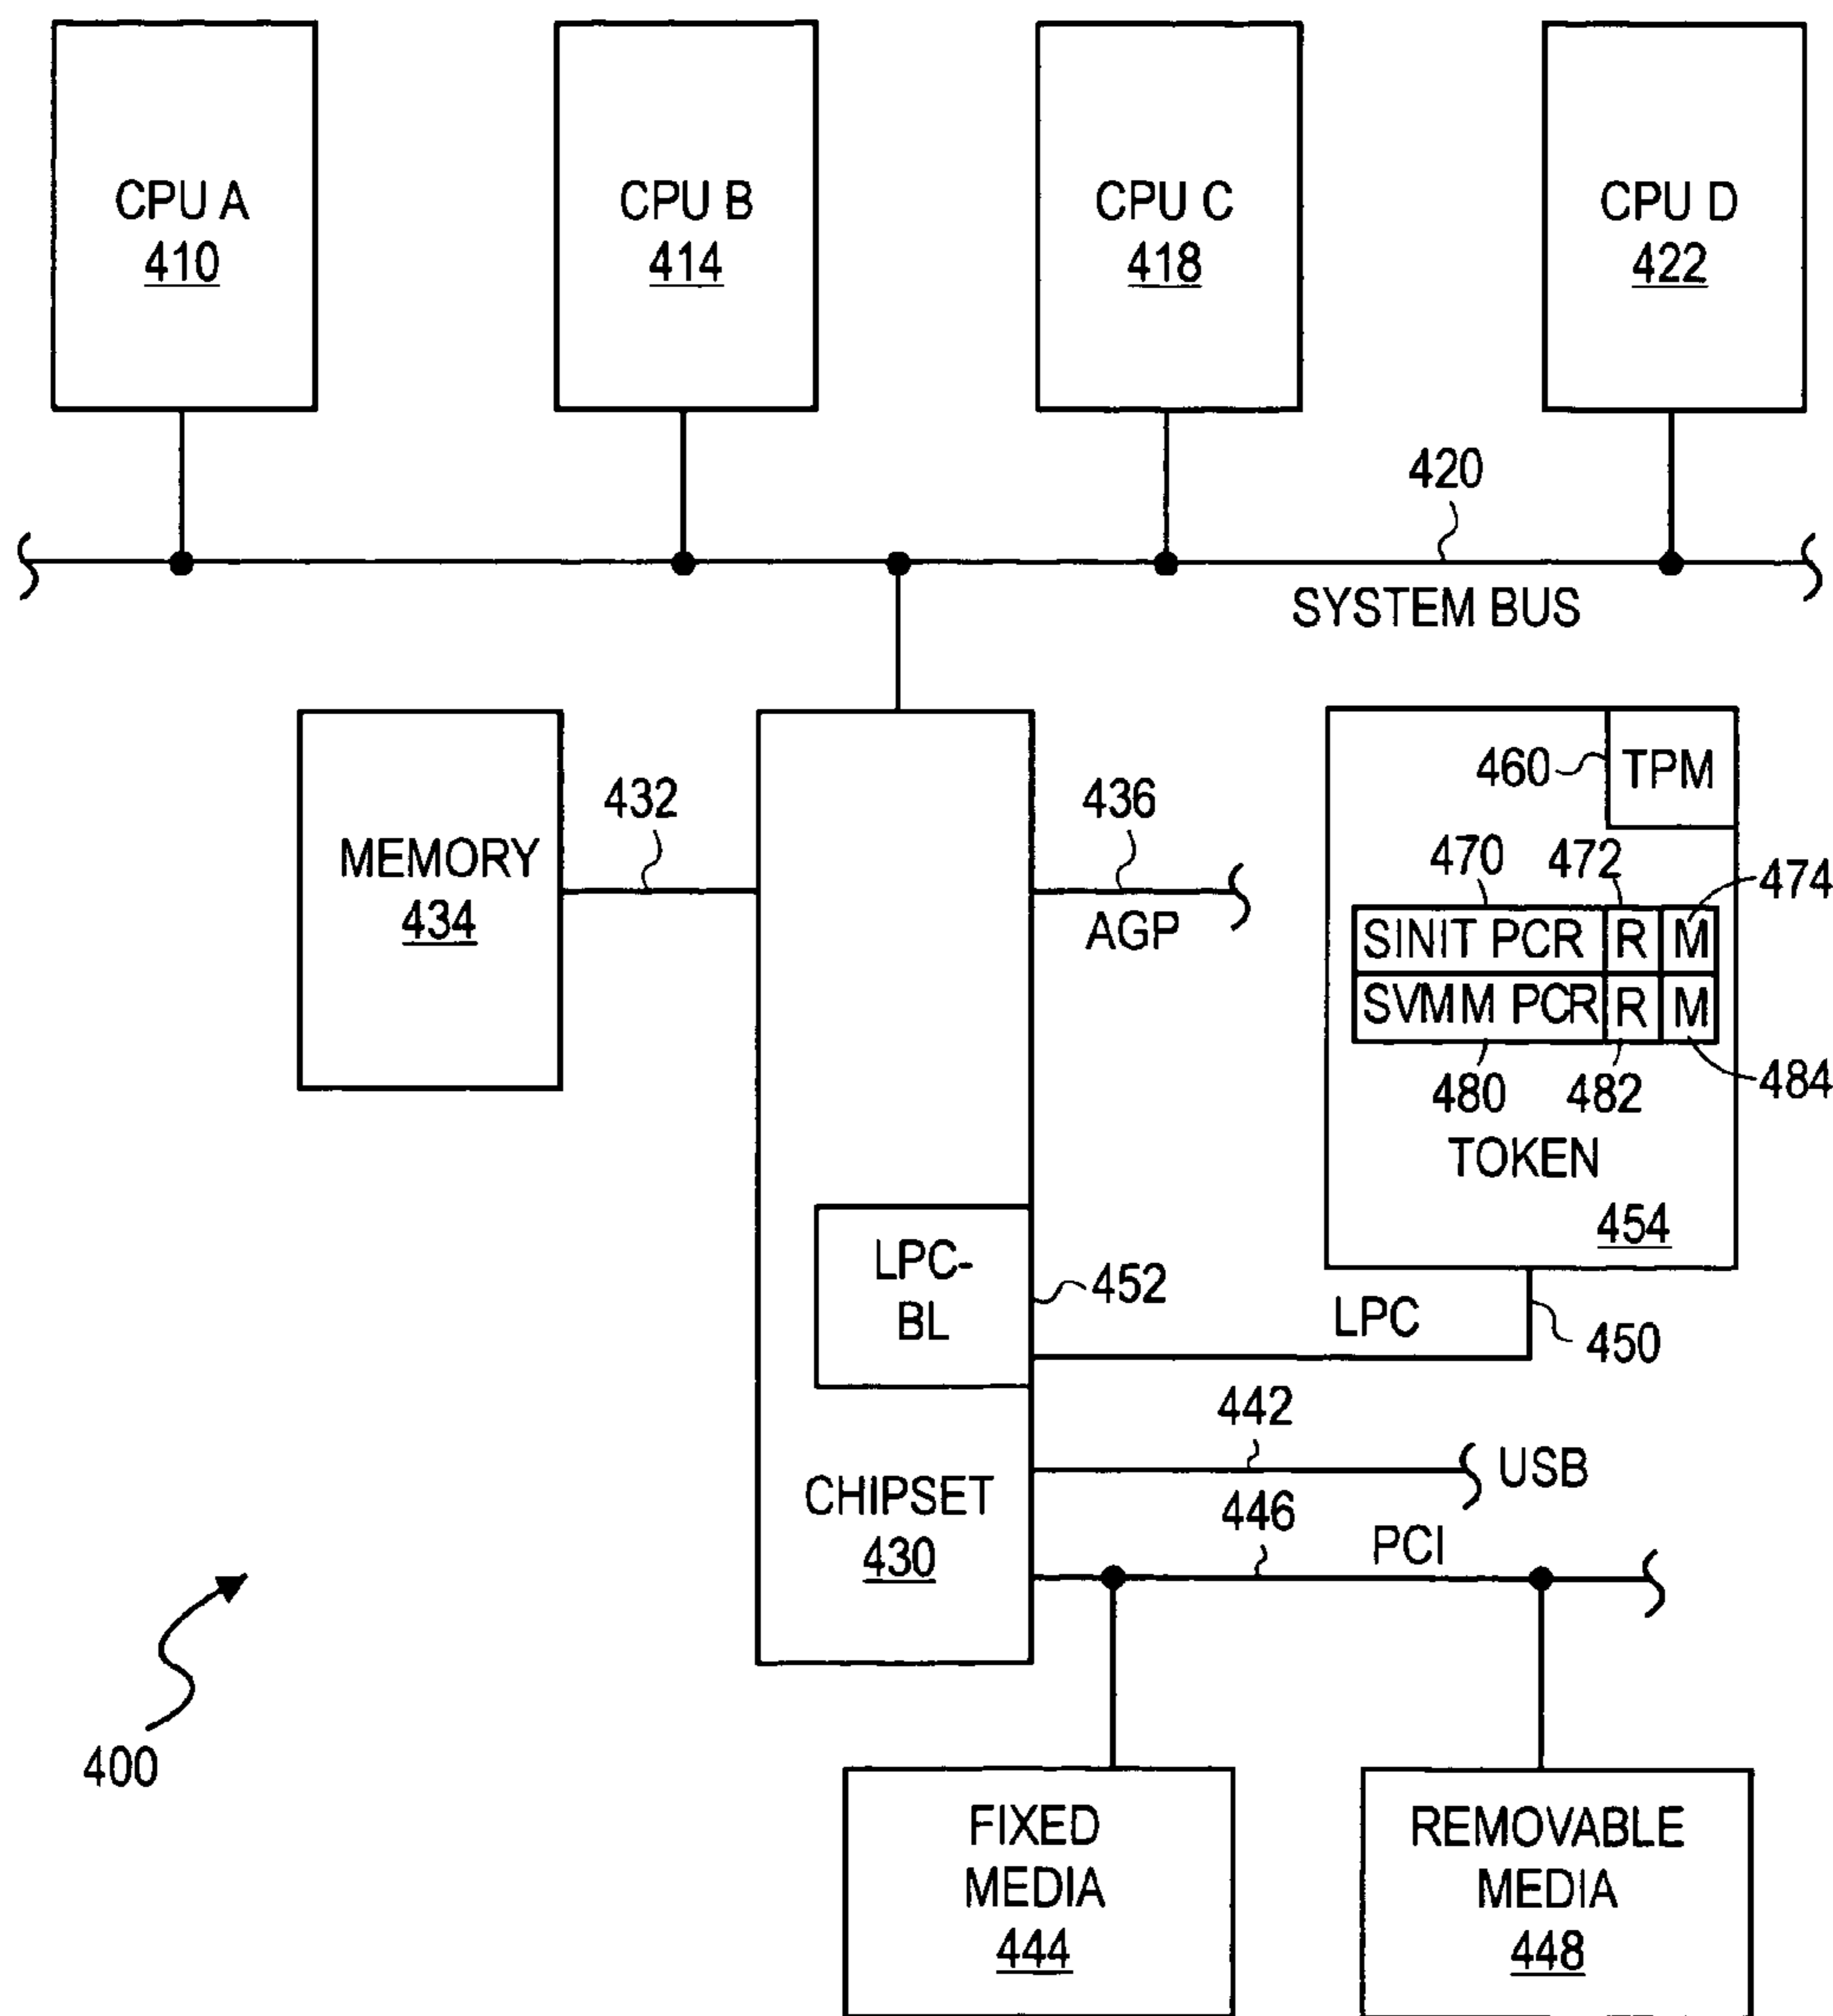 CPU A
410
CPU B
414
CPU C
418
CPU D
422
420
SYSTEM BUS
MEMORY
434
432
436
AGP
460
TPM
470
472
474
SINIT PCR R M
SVMM PCR R M
480
482
484
TOKEN
454
LPC-
BL
452
LPC
450
442
USB
CHIPSET
430
446
PCI
400
FIXED
MEDIA
444
REMOVABLE
MEDIA
448